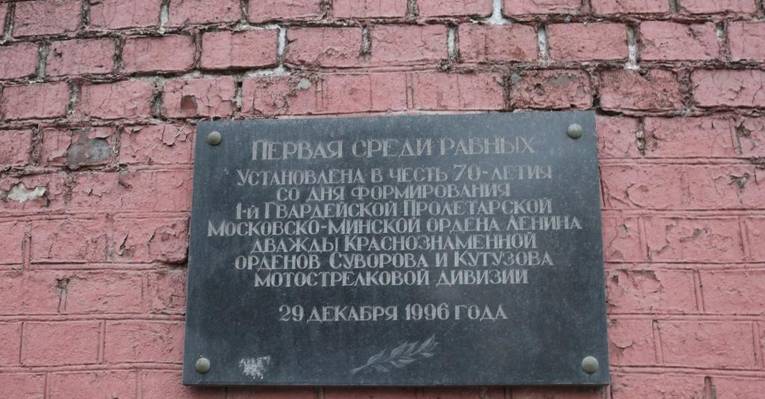 Первая среди равных
Установлена в честь 70-летия
со дня формирования
1-й Гвардейской Пролетарской
Московско-Минской ордена Ленина
дважды Краснознаменной
орденов Суворова и Кутузова
мотострелковой дивизии
29 декабря 1996 года